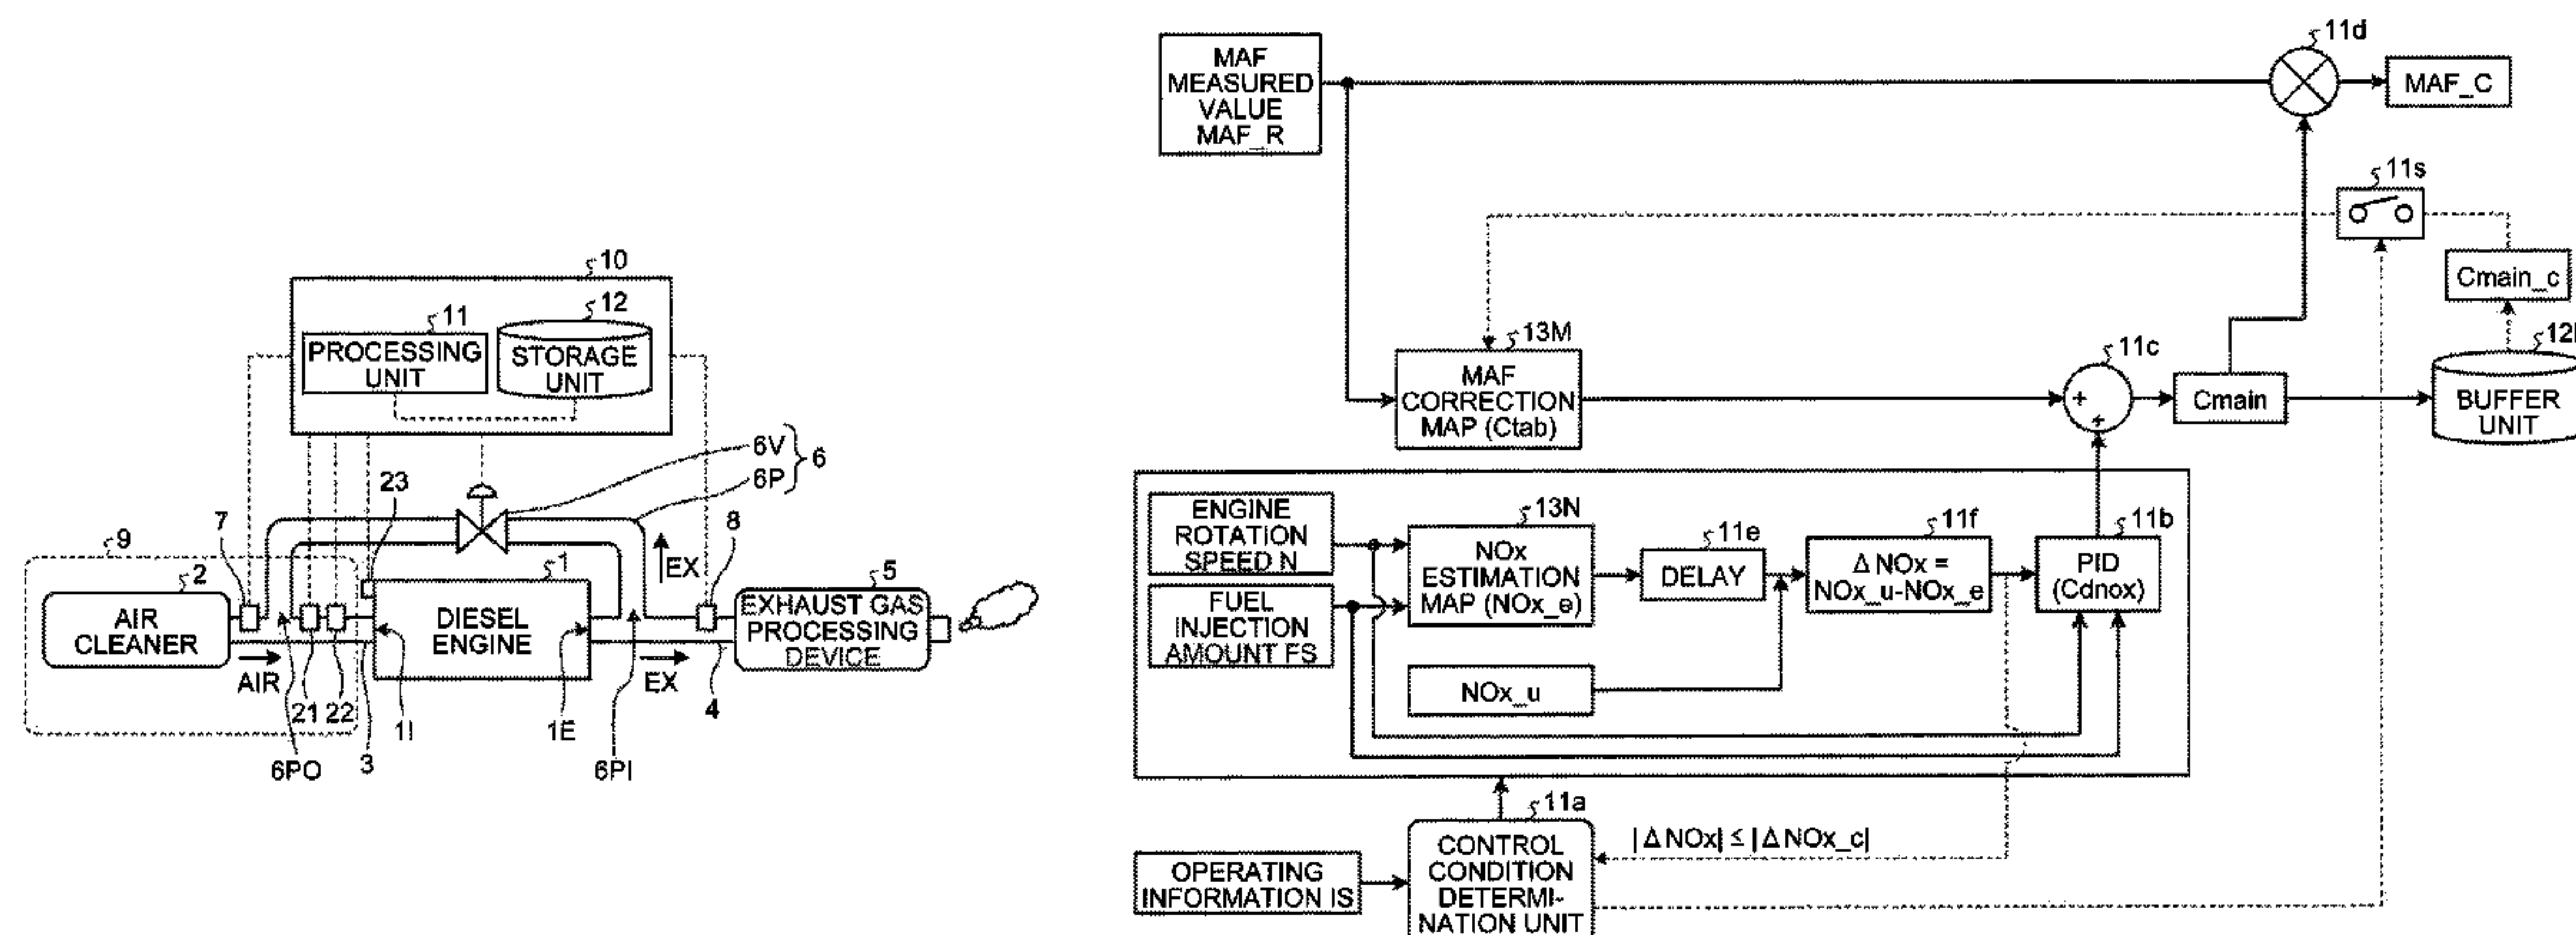 10
11
12
PROCESSING
UNIT
STORAGE
UNIT
6V
6P
6
23
7
9
2
1
8
5
EX
AIR
CLEANER
DIESEL
ENGINE
EXHAUST GAS
PROCESSING
DEVICE
AIR
EX
21
22
1I
1E
4
6PO
3
6PI
MAF
MEASURED
VALUE
MAF_R
11d
MAF_C
11s
Cmain_c
13M
MAF
CORRECTION
MAP (Ctab)
11c
+
+
Cmain
BUFFER
UNIT
ENGINE
ROTATION
SPEED N
FUEL
INJECTION
AMOUNT FS
13N
NOx
ESTIMATION
MAP (NOx_e)
11e
DELAY
11f
Δ NOx =
NOx_u-NOx_e
11b
PID
(Cdnox)
NOx_u
11a
OPERATING
INFORMATION IS
CONTROL
CONDITION
DETERMI-
NATION UNIT
|Δ NOx| ≤ |Δ NOx_c|